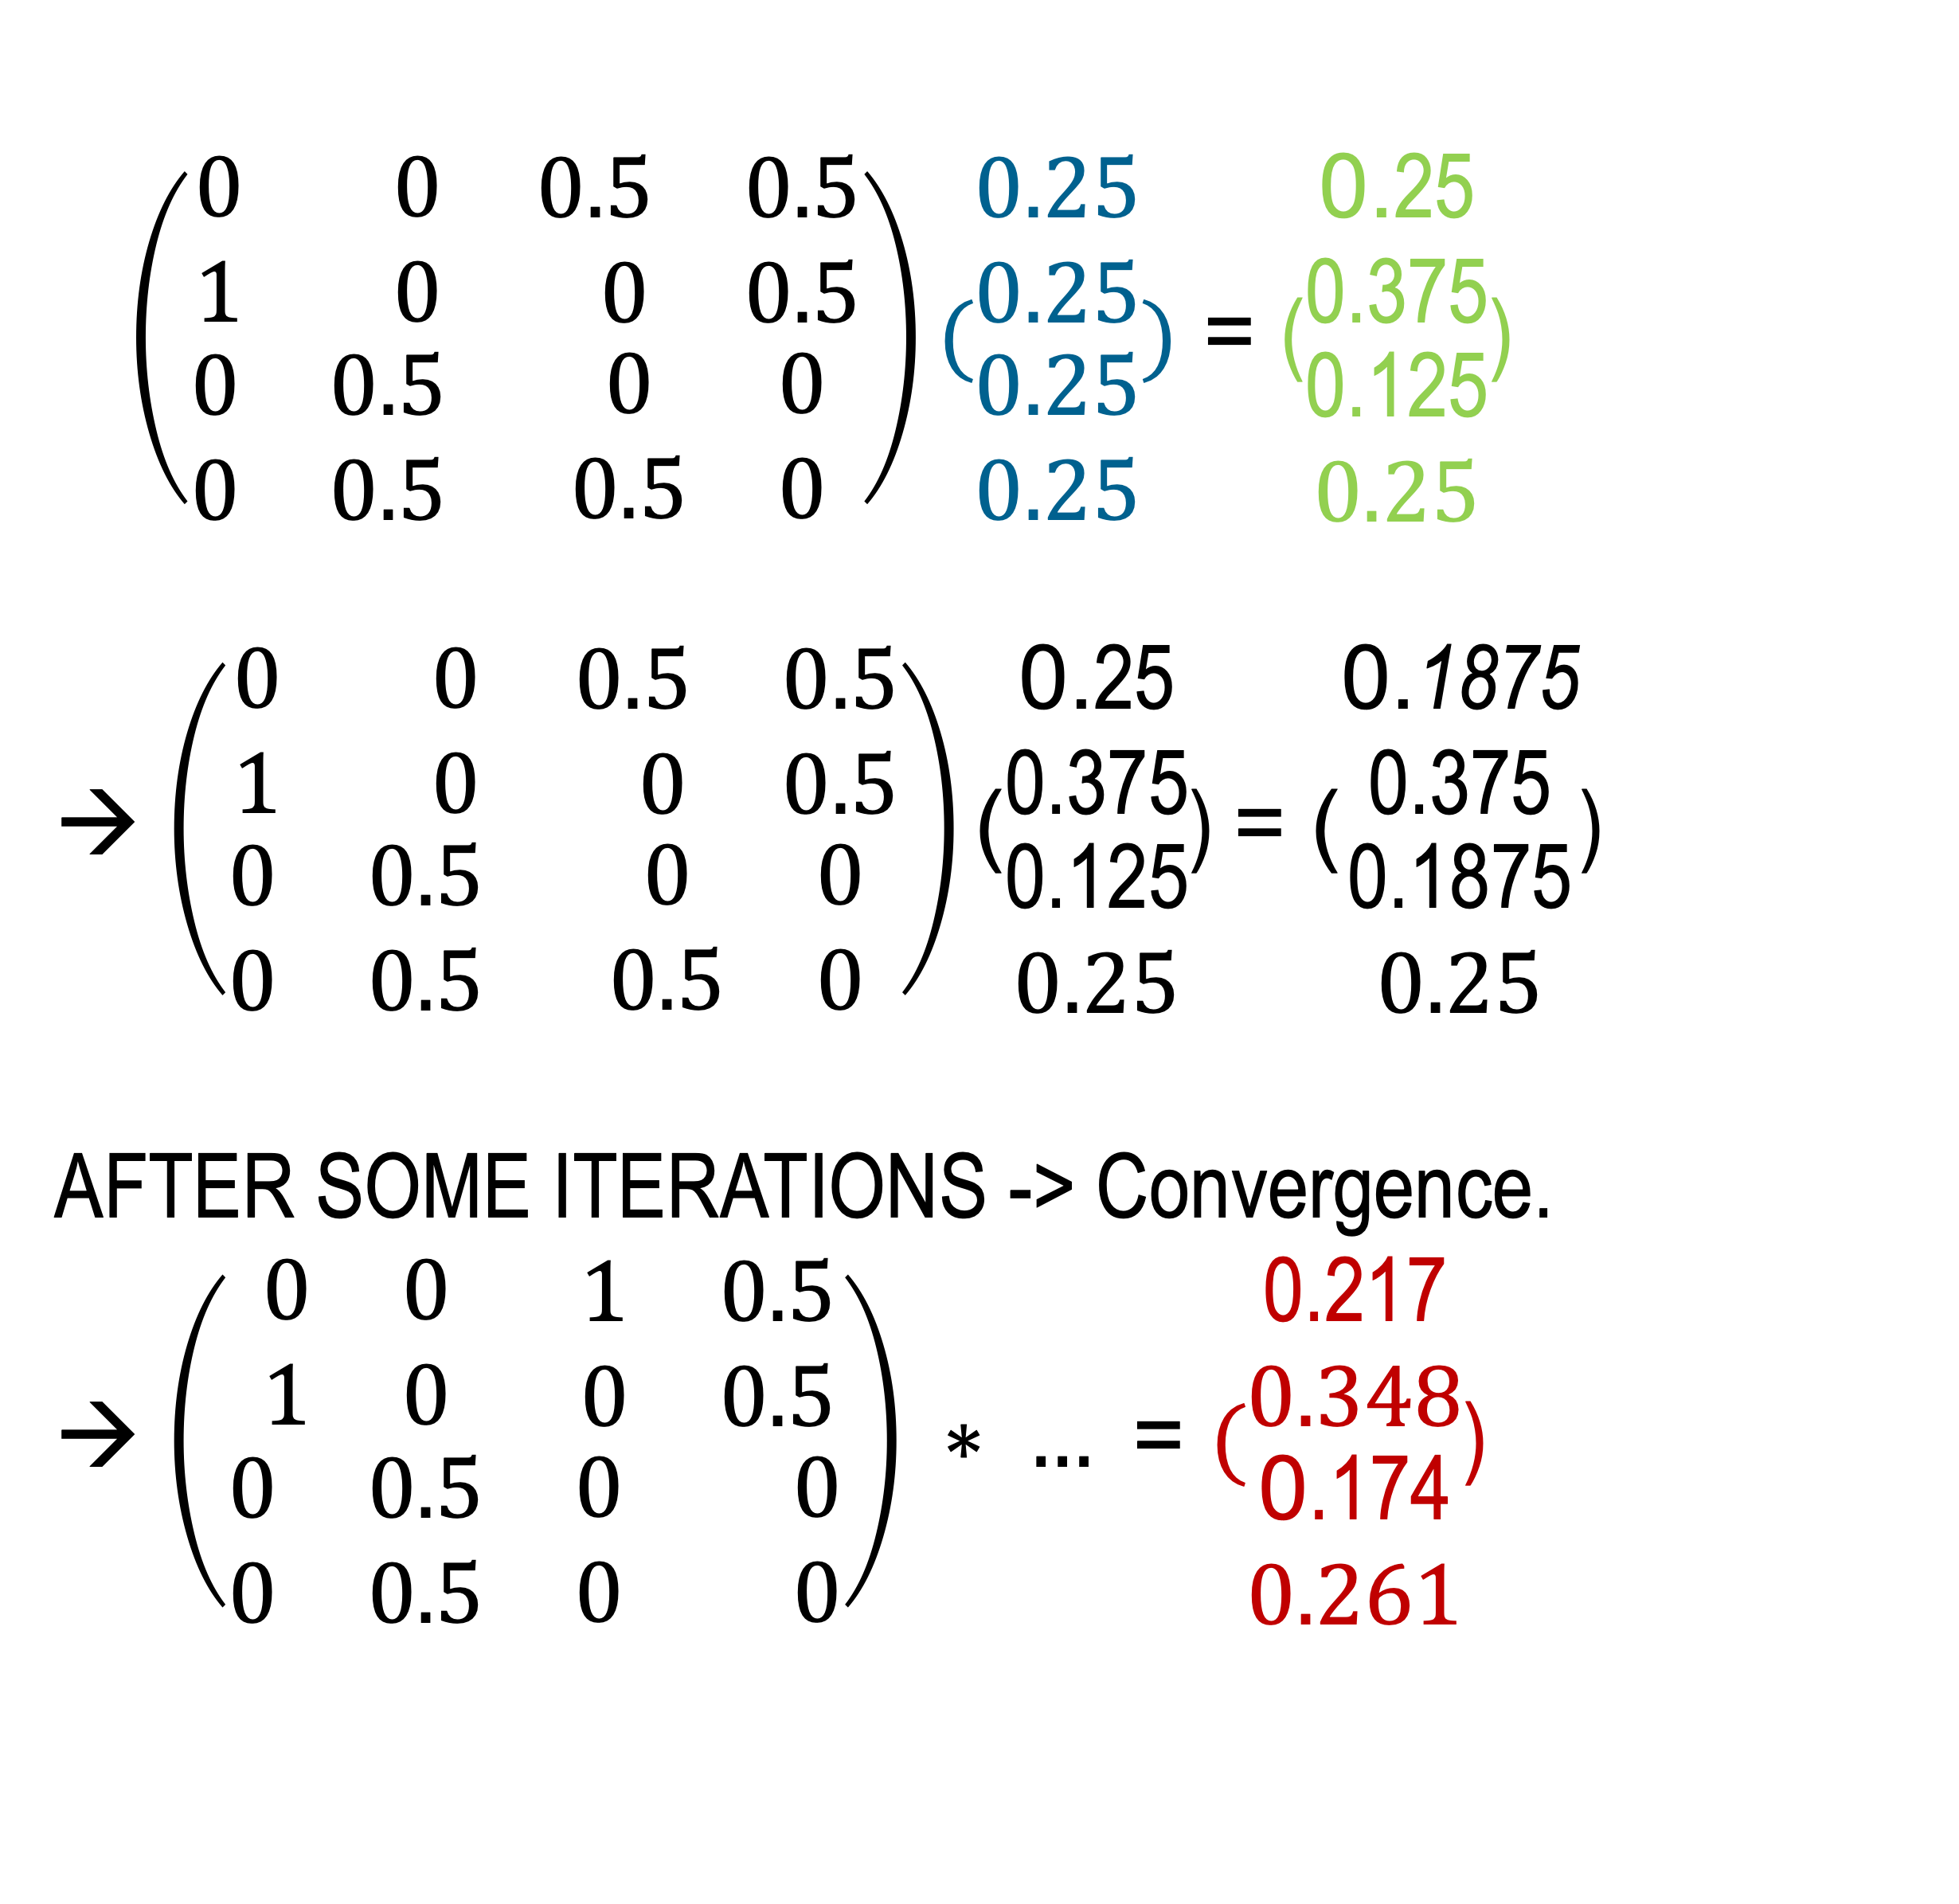 0 0 0.5 0.5 0.25 0.25
1 0 0 0.5 0.25 0.375
( ) ( ) = ( )
0 0.5 0 0 0.25 0.125
0 0.5 0.5 0 0.25 0.25
0 0 0.5 0.5 0.25 0.1875
1 0 0 0.5 0.375 0.375
→ ( ) ( ) = ( )
0 0.5 0 0 0.125 0.1875
0 0.5 0.5 0 0.25 0.25
AFTER SOME ITERATIONS -> Convergence.
0 0 1 0.5 0.217
1 0 0 0.5 0.348
→ ( ) * ... = ( )
0 0.5 0 0 0.174
0 0.5 0 0 0.261